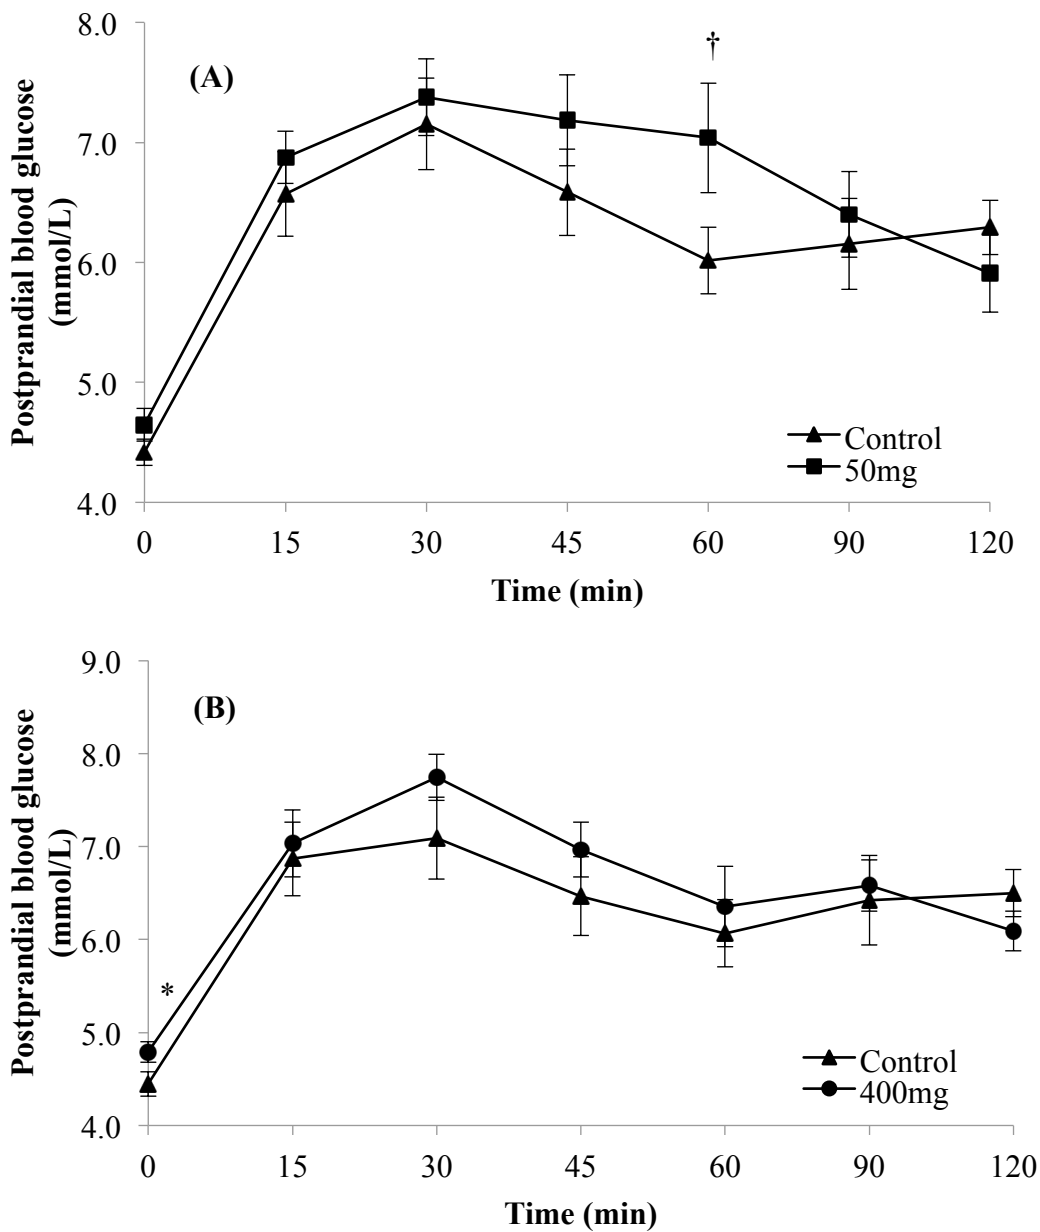 8.0
†
(A)
Postprandial blood glucose
(mmol/L)
7.0
6.0
5.0
Control
50mg
4.0
0 15 30 45 60 90 120
Time (min)
9.0
(B)
Postprandial blood glucose
(mmol/L)
8.0
7.0
6.0
*
5.0
Control
400mg
4.0
0 15 30 45 60 90 120
Time (min)